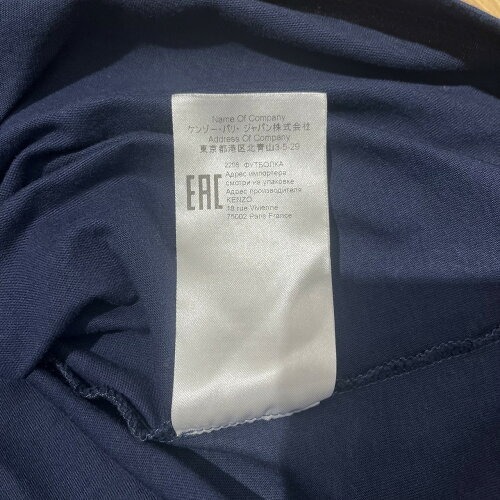 Name Of Company
ケンゾー・パリ・ジャパン株式会社
Address Of Company
東京都港区北青山3-5-29
EAC
2206 ФУТБОЛКА
Адрес импортера
смотри на упаковке
Адрес производителя
KENZO
18 rue Vivienne
75002 Paris France